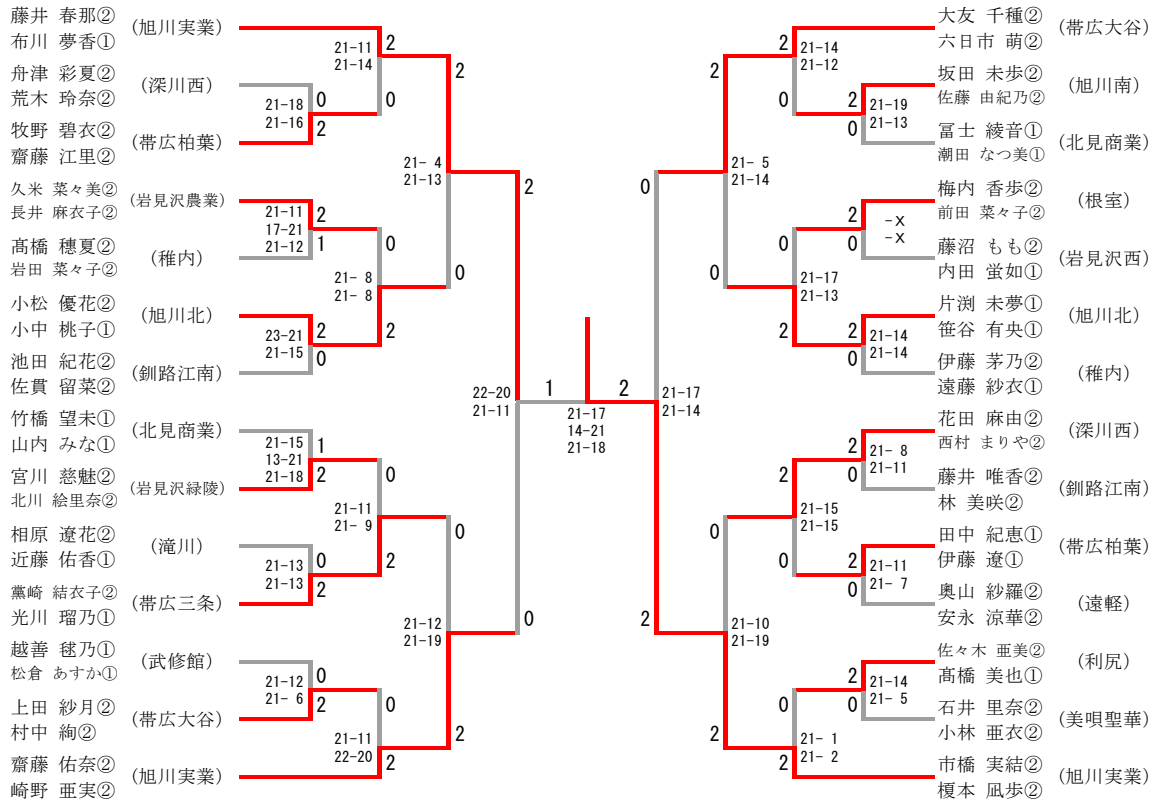 藤井 春那②
布川 夢香①
(旭川実業)
舟津 彩夏②
荒木 玲奈②
(深川西)
牧野 碧衣②
齋藤 江里②
(帯広柏葉)
久米 菜々美②
長井 麻衣子②
(岩見沢農業)
髙橋 穂夏②
岩田 菜々子②
(稚内)
小松 優花②
小中 桃子①
(旭川北)
池田 紀花②
佐貫 留菜②
(釧路江南)
竹橋 望未①
山内 みな①
(北見商業)
宮川 慈魅②
北川 絵里奈②
(岩見沢緑陵)
相原 遼花②
近藤 佑香①
(滝川)
薫崎 結衣子②
光川 瑠乃①
(帯広三条)
越善 毬乃①
松倉 あすか①
(武修館)
上田 紗月②
村中 絢②
(帯広大谷)
齋藤 佑奈②
崎野 亜実②
(旭川実業)
21-11
21-14
2
0
21-18
21-16
0
2
21-11
17-21
21-12
2
1
21- 8
21- 8
0
2
23-21
21-15
2
0
21- 4
21-13
2
0
21-15
13-21
21-18
1
2
21-11
21- 9
0
2
21-13
21-13
0
2
21-12
21- 6
0
2
21-11
22-20
0
2
21-12
21-19
0
2
22-20
21-11
2
0
1
2
21-17
14-21
21-18
大友 千種②
六日市 萌②
(帯広大谷)
坂田 未歩②
佐藤 由紀乃②
(旭川南)
冨士 綾音①
潮田 なつ美①
(北見商業)
梅内 香歩②
前田 菜々子②
(根室)
藤沼 もも②
内田 蛍如①
(岩見沢西)
片渕 未夢①
笹谷 有央①
(旭川北)
伊藤 茅乃②
遠藤 紗衣①
(稚内)
花田 麻由②
西村 まりや②
(深川西)
藤井 唯香②
林 美咲②
(釧路江南)
田中 紀恵①
伊藤 遼①
(帯広柏葉)
奥山 紗羅②
安永 涼華②
(遠軽)
佐々木 亜美②
髙橋 美也①
(利尻)
石井 里奈②
小林 亜衣②
(美唄聖華)
市橋 実結②
榎本 凪歩②
(旭川実業)
2
0
21-14
21-12
2
0
21-19
21-13
2
0
21- 5
21-14
2
0
-X
-X
0
2
21-17
21-13
2
0
21-14
21-14
0
2
21-17
21-14
2
0
21- 8
21-11
2
0
21-15
21-15
2
0
21-11
21- 7
0
2
21-10
21-19
2
0
21-14
21- 5
0
2
21- 1
21- 2